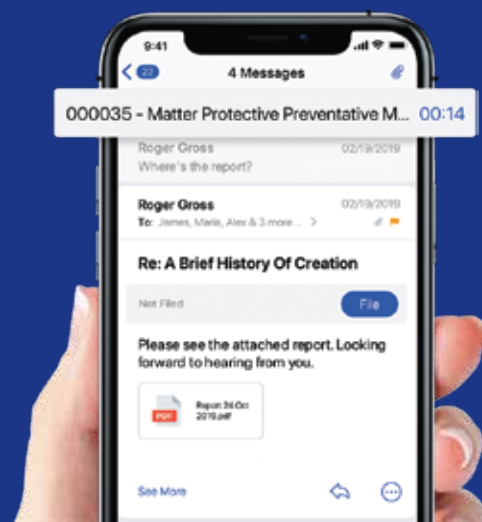 9:41
22
4 Messages
000035 - Matter Protective Preventative M... 00:14
Roger Gross 02/19/2019
Where's the report?
Roger Gross 02/19/2019
To: James, Marie, Alex & 3 more ... >
Re: A Brief History Of Creation
Not Filed
File
Please see the attached report. Looking
forward to hearing from you.
PDF
Report 26 Oct
2019.pdf
See More